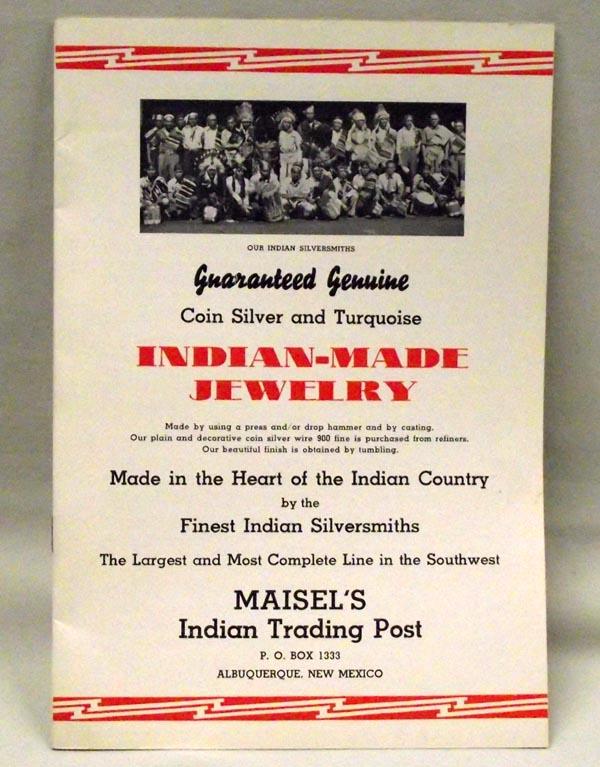 OUR INDIAN SILVERSMITHS
Guaranteed Genuine
Coin Silver and Turquoise
INDIAN-MADE
JEWELRY
Made by using a press and/or drop hammer and by casting.
Our plain and decorative coin silver wire 900 fine is purchased from refiners.
Our beautiful finish is obtained by tumbling.
Made in the Heart of the Indian Country
by the
Finest Indian Silversmiths
The Largest and Most Complete Line in the Southwest
MAISEL'S
Indian Trading Post
P. O. BOX 1333
ALBUQUERQUE, NEW MEXICO